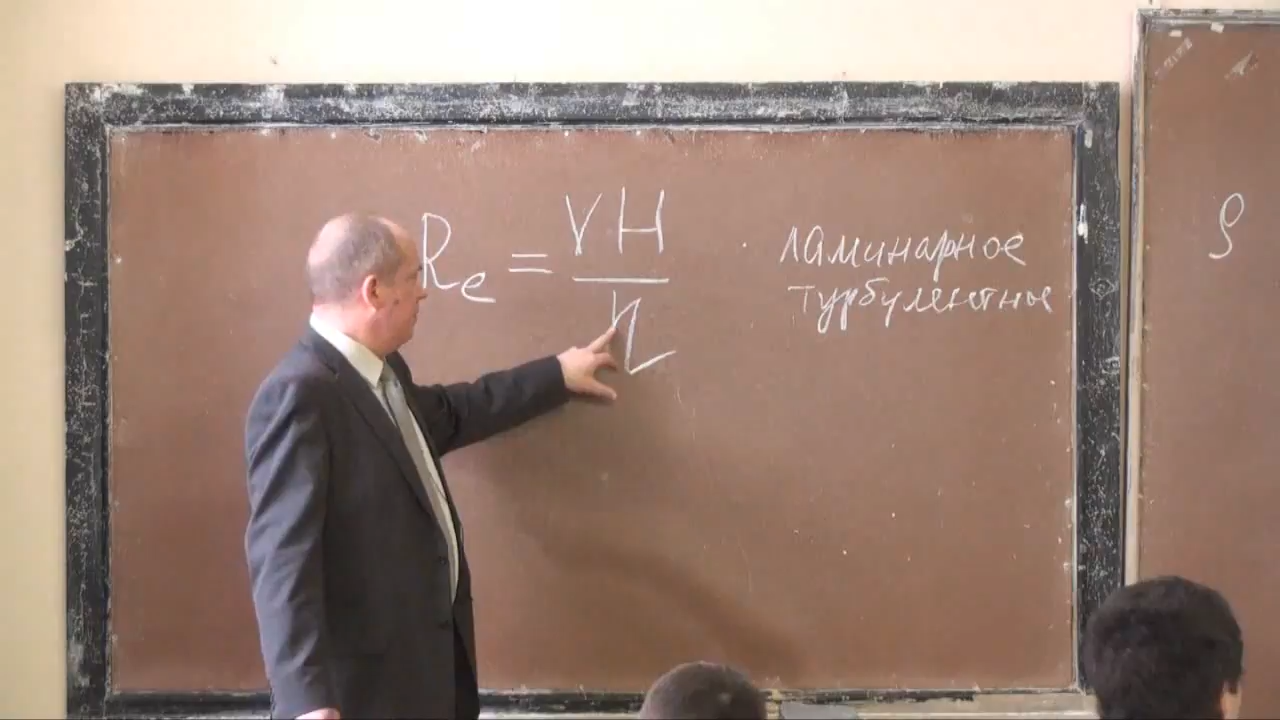 Re = VH / η
ламинарное
турбулентное
ρ